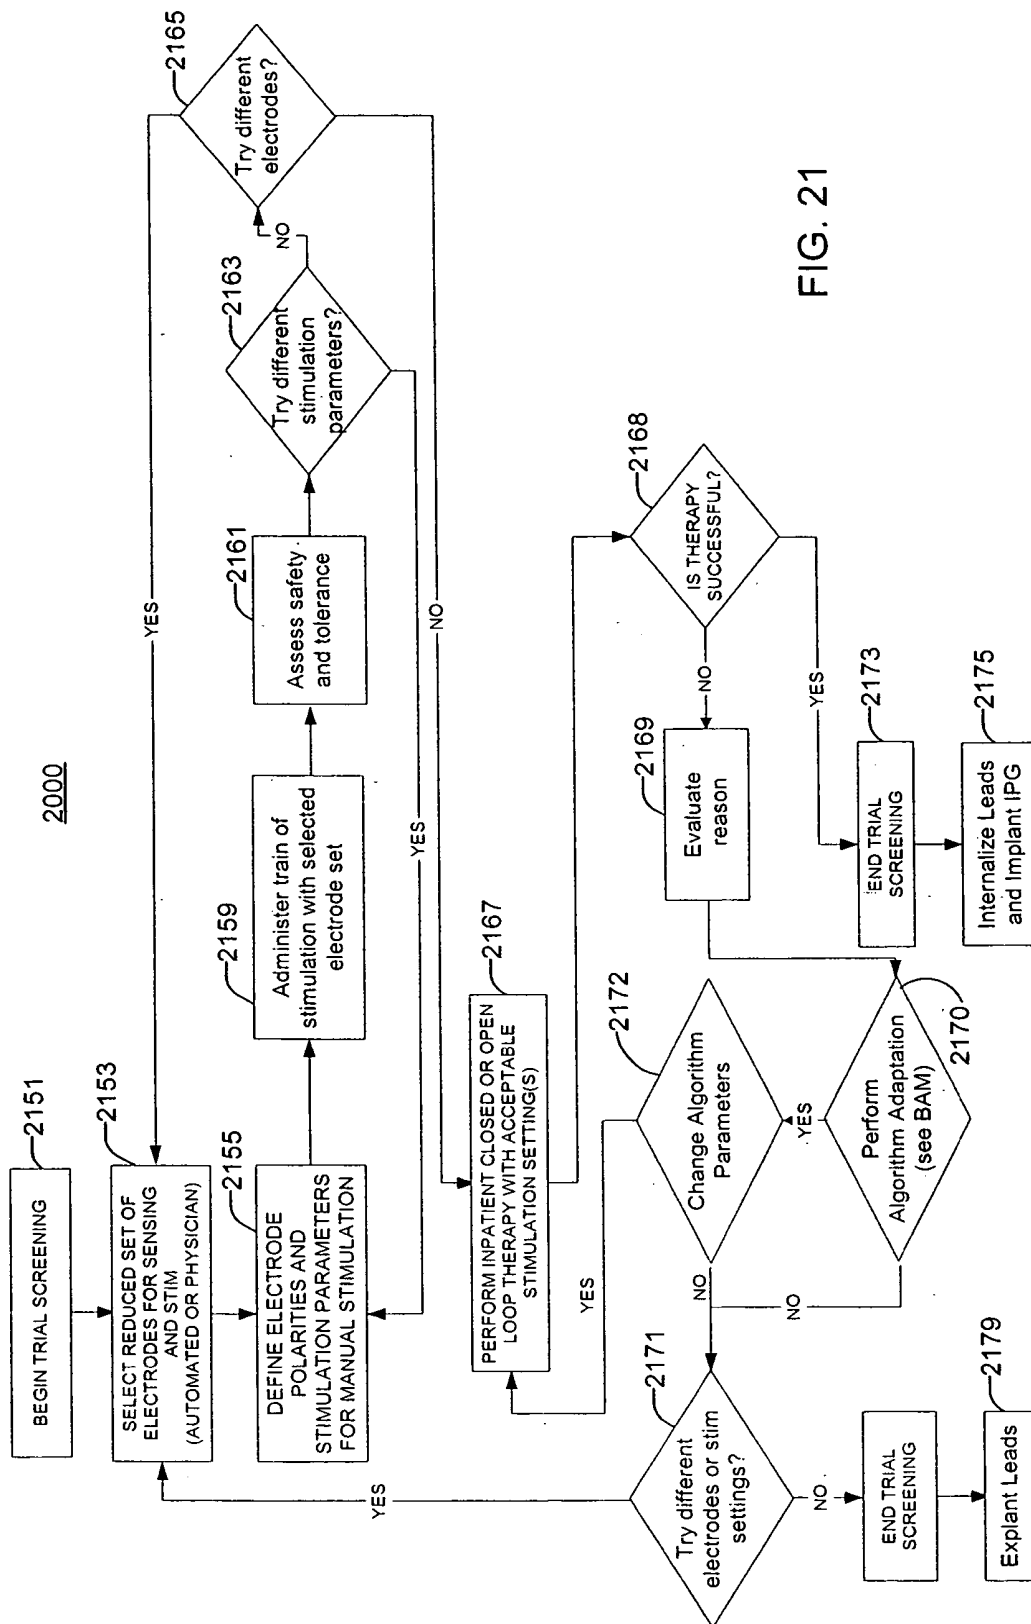 2000
2151
BEGIN TRIAL SCREENING
2153
SELECT REDUCED SET OF
ELECTRODES FOR SENSING
AND STIM
(AUTOMATED OR PHYSICIAN)
2155
DEFINE ELECTRODE
POLARITIES AND
STIMULATION PARAMETERS
FOR MANUAL STIMULATION
2159
Administer train of
stimulation with selected
electrode set
2161
Assess safety
and tolerance
2163
Try different
stimulation
parameters?
NO
YES
2165
Try different
electrodes?
YES
NO
2167
PERFORM INPATIENT CLOSED OR OPEN
LOOP THERAPY WITH ACCEPTABLE
STIMULATION SETTING(S)
2168
IS THERAPY
SUCCESSFUL?
NO
YES
2169
Evaluate
reason
2170
Perform
Algorithm Adaptation
(see BAM)
YES
NO
2172
Change Algorithm
Parameters
YES
NO
2171
Try different
electrodes or stim
settings?
YES
NO
END TRIAL
SCREENING
2179
Explant Leads
2173
END TRIAL
SCREENING
2175
Internalize Leads
and Implant IPG
FIG. 21